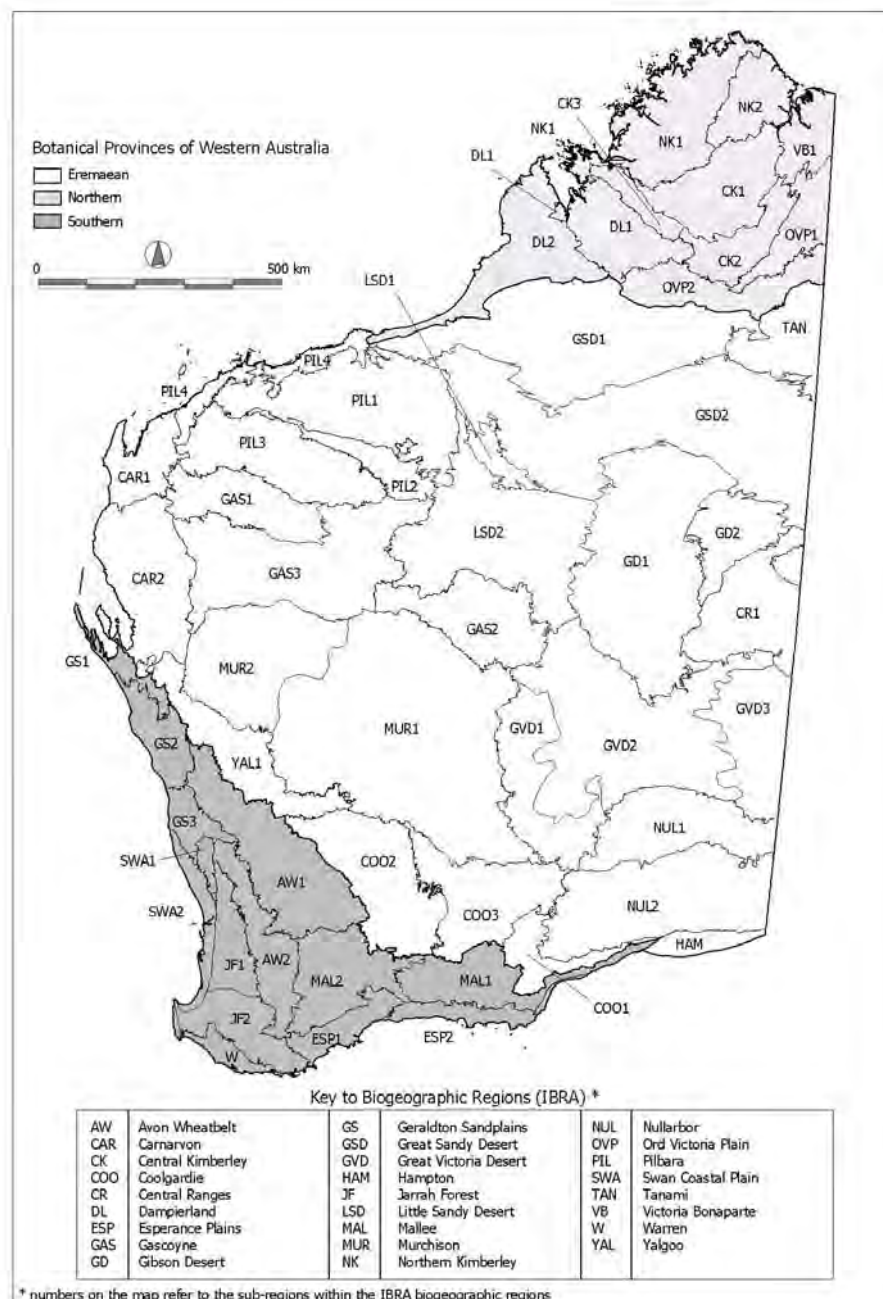 Botanical Provinces of Western Australia
Eremaean
Northern
Southern
0 500 km
CK3
NK1
DL1
NK2
NK1
VB1
CK1
DL1
DL2
OVP1
CK2
OVP2
LSD1
TAN
GSD1
PIL4
PIL4
PIL1
GSD2
PIL3
CAR1
PIL2
GAS1
GD2
LSD2
GD1
GAS3
CAR2
CR1
GAS2
GS1
MUR2
GVD3
MUR1
GVD1
GVD2
GS2
YAL1
GS3
NUL1
SWA1
COO2
AW1
SWA2
COO3
NUL2
HAM
JF1
AW2
MAL2
MAL1
COO1
JF2
ESP1
ESP2
W
Key to Biogeographic Regions (IBRA) *
AW Avon Wheatbelt GS Geraldton Sandplains NUL Nullarbor
CAR Carnarvon GSD Great Sandy Desert OVP Ord Victoria Plain
CK Central Kimberley GVD Great Victoria Desert PIL Pilbara
COO Coolgardie HAM Hampton SWA Swan Coastal Plain
CR Central Ranges JF Jarrah Forest TAN Tanami
DL Dampierland LSD Little Sandy Desert VB Victoria Bonaparte
ESP Esperance Plains MAL Mallee W Warren
GAS Gascoyne MUR Murchison YAL Yalgoo
GD Gibson Desert NK Northern Kimberley
* numbers on the map refer to the sub-regions within the IBRA biogeographic regions